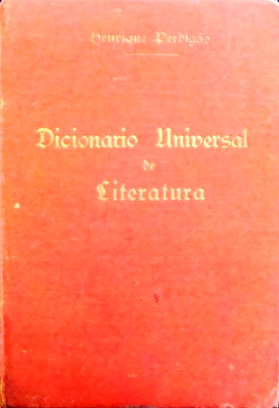 Henrique Perdigão
Dicionario Universal
de
Literatura